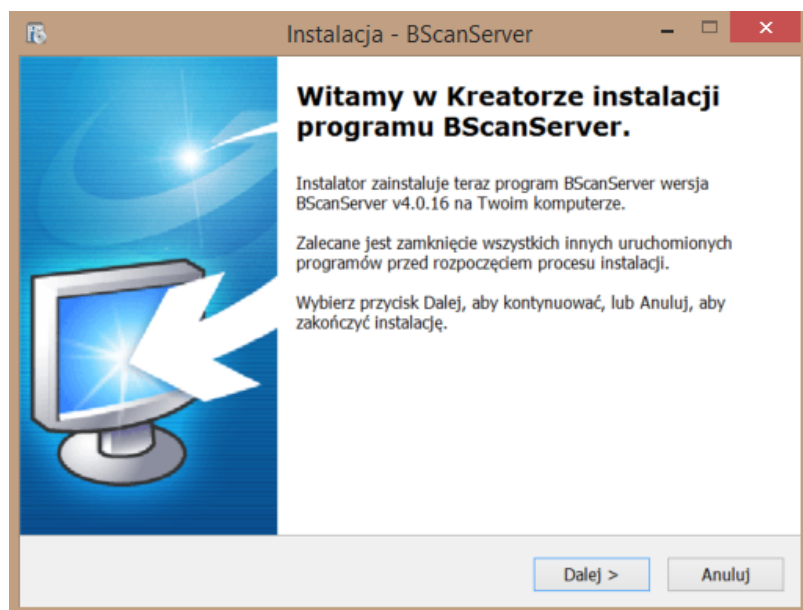 Instalacja - BScanServer
Witamy w Kreatorze instalacji
programu BScanServer.
Instalator zainstaluje teraz program BScanServer wersja
BScanServer v4.0.16 na Twoim komputerze.
Zalecane jest zamknięcie wszystkich innych uruchomionych
programów przed rozpoczęciem procesu instalacji.
Wybierz przycisk Dalej, aby kontynuować, lub Anuluj, aby
zakończyć instalację.
Dalej >
Anuluj